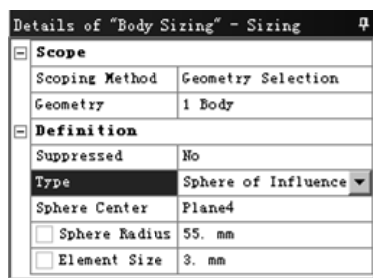 Details of "Body Sizing" - Sizing
Scope
Scoping Method Geometry Selection
Geometry 1 Body
Definition
Suppressed No
Type Sphere of Influence
Sphere Center Plane4
Sphere Radius 55. mm
Element Size 3. mm